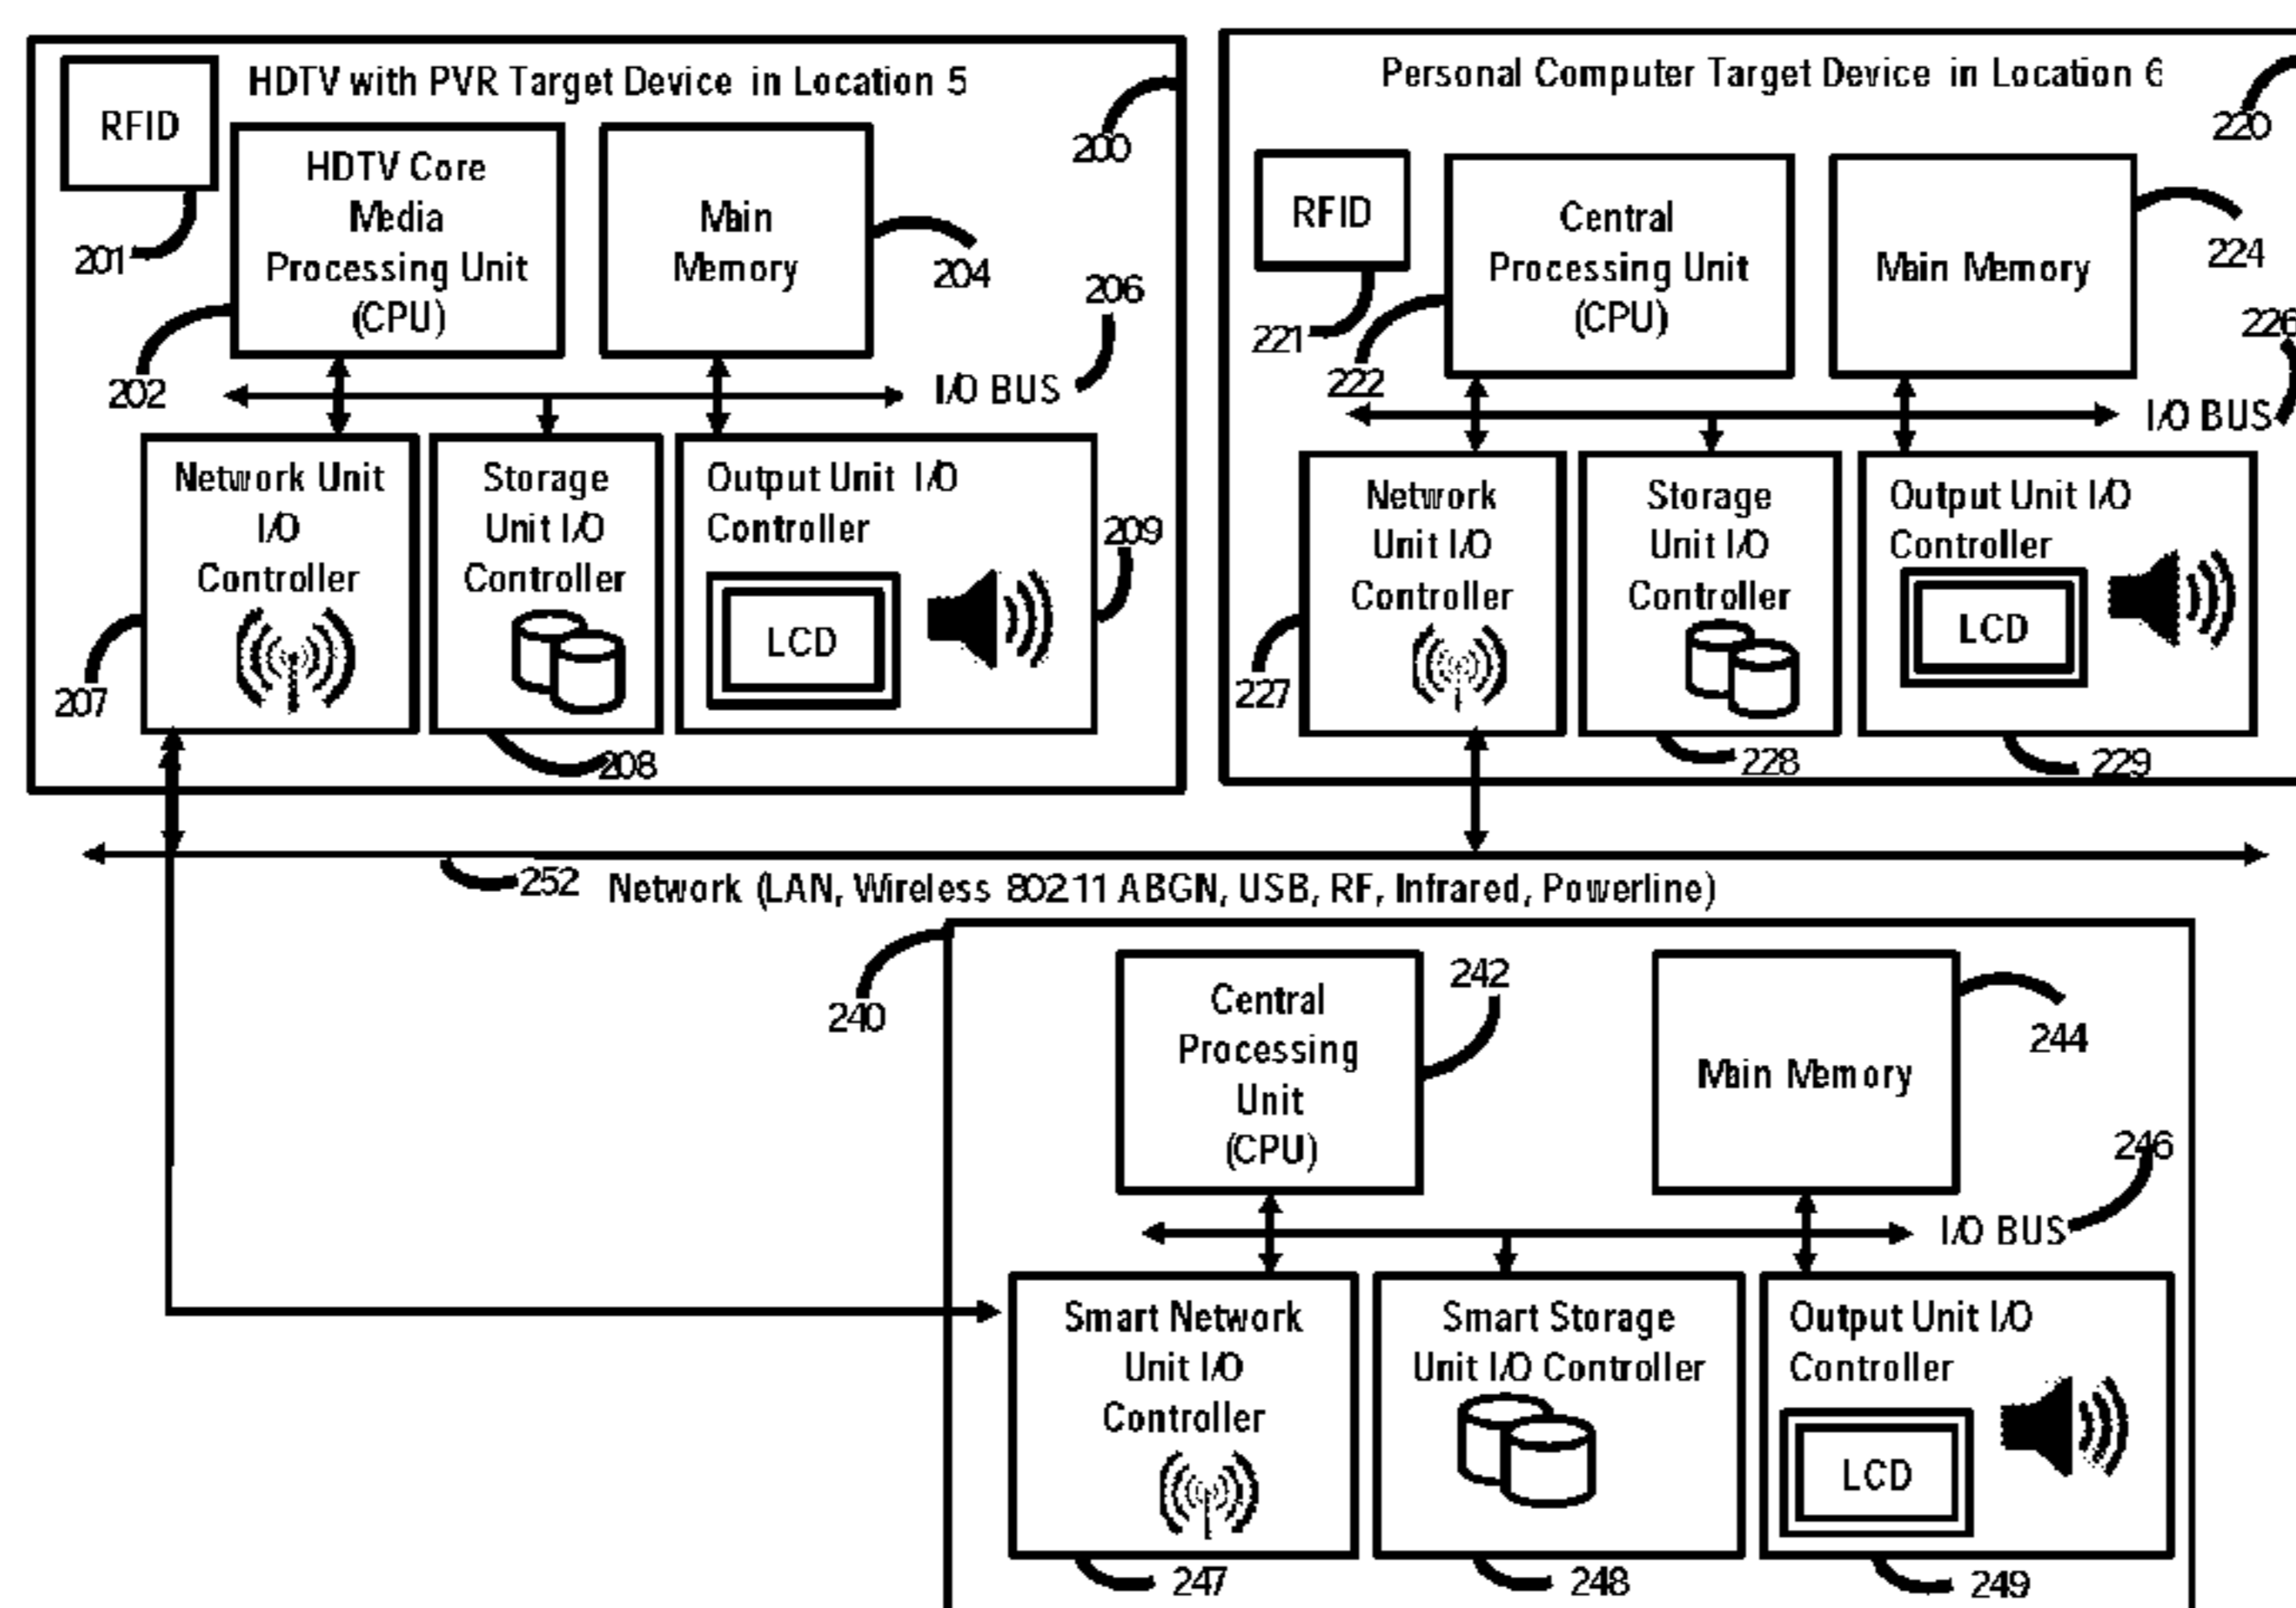 HDTV with PVR Target Device in Location 5
RFID
201
HDTV Core
Media
Processing Unit
(CPU)
202
Main
Memory
204
200
206
I/O BUS
Network Unit
I/O
Controller
207
Storage
Unit I/O
Controller
208
Output Unit I/O
Controller
LCD
209
Personal Computer Target Device in Location 6
220
RFID
221
Central
Processing Unit
(CPU)
222
Main Memory
224
226
I/O BUS
Network
Unit I/O
Controller
227
Storage
Unit I/O
Controller
228
Output Unit I/O
Controller
LCD
229
252 Network (LAN, Wireless 80211 ABGN, USB, RF, Infrared, Powerline)
240
Central
Processing
Unit
(CPU)
242
Main Memory
244
246
I/O BUS
Smart Network
Unit I/O
Controller
247
Smart Storage
Unit I/O Controller
248
Output Unit I/O
Controller
LCD
249